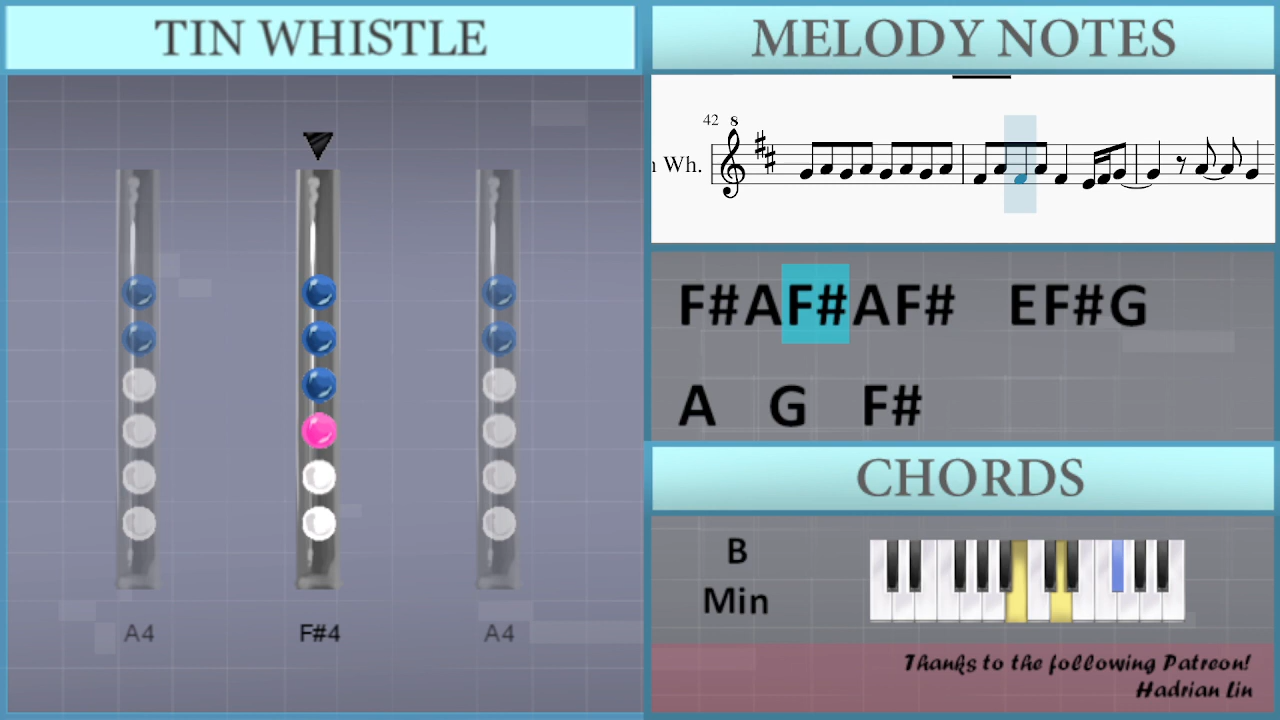 TIN WHISTLE
A4
F#4
A4
MELODY NOTES
42
8
Wh.
F#AF#AF# EF#G
A G F#
CHORDS
B
Min
Thanks to the following Patreon!
Hadrian Lin